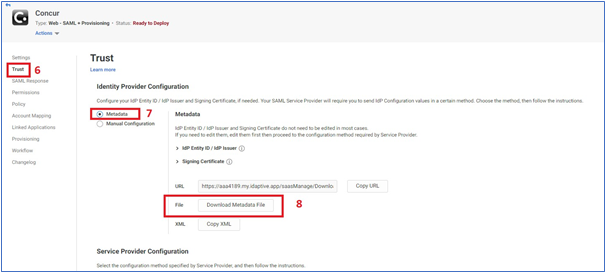 Concur
Type: Web - SAML + Provisioning • Status: Ready to Deploy
Actions
Settings
Trust
6
SAML Response
Permissions
Policy
Account Mapping
Linked Applications
Provisioning
Workflow
Changelog
Trust
Learn more
Identity Provider Configuration
Configure your IdP Entity ID / IdP Issuer and Signing Certificate, if needed. Your SAML Service Provider will require you to send IdP Configuration values in a certain method. Choose the method, then follow the instructions.
Metadata
7
Manual Configuration
Metadata
IdP Entity ID / IdP Issuer and Signing Certificate do not need to be edited in most cases.
If you need to edit them, edit them first then proceed to the configuration method required by Service Provider.
> IdP Entity ID / IdP Issuer
> Signing Certificate
URL https://aaa4189.my.idaptive.app/saasManage/Downlo. Copy URL
File Download Metadata File
8
XML Copy XML
Service Provider Configuration
Select the configuration method specified by Service Provider, and then follow the instructions.